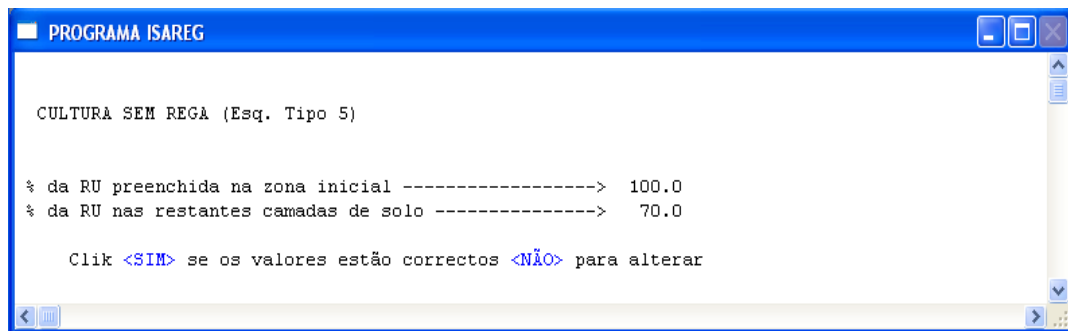 PROGRAMA ISAREG
CULTURA SEM REGA (Esq. Tipo 5)
% da RU preenchida na zona inicial ------------------> 100.0
% da RU nas restantes camadas de solo ---------------> 70.0
Clik <SIM> se os valores estão correctos <NÃO> para alterar